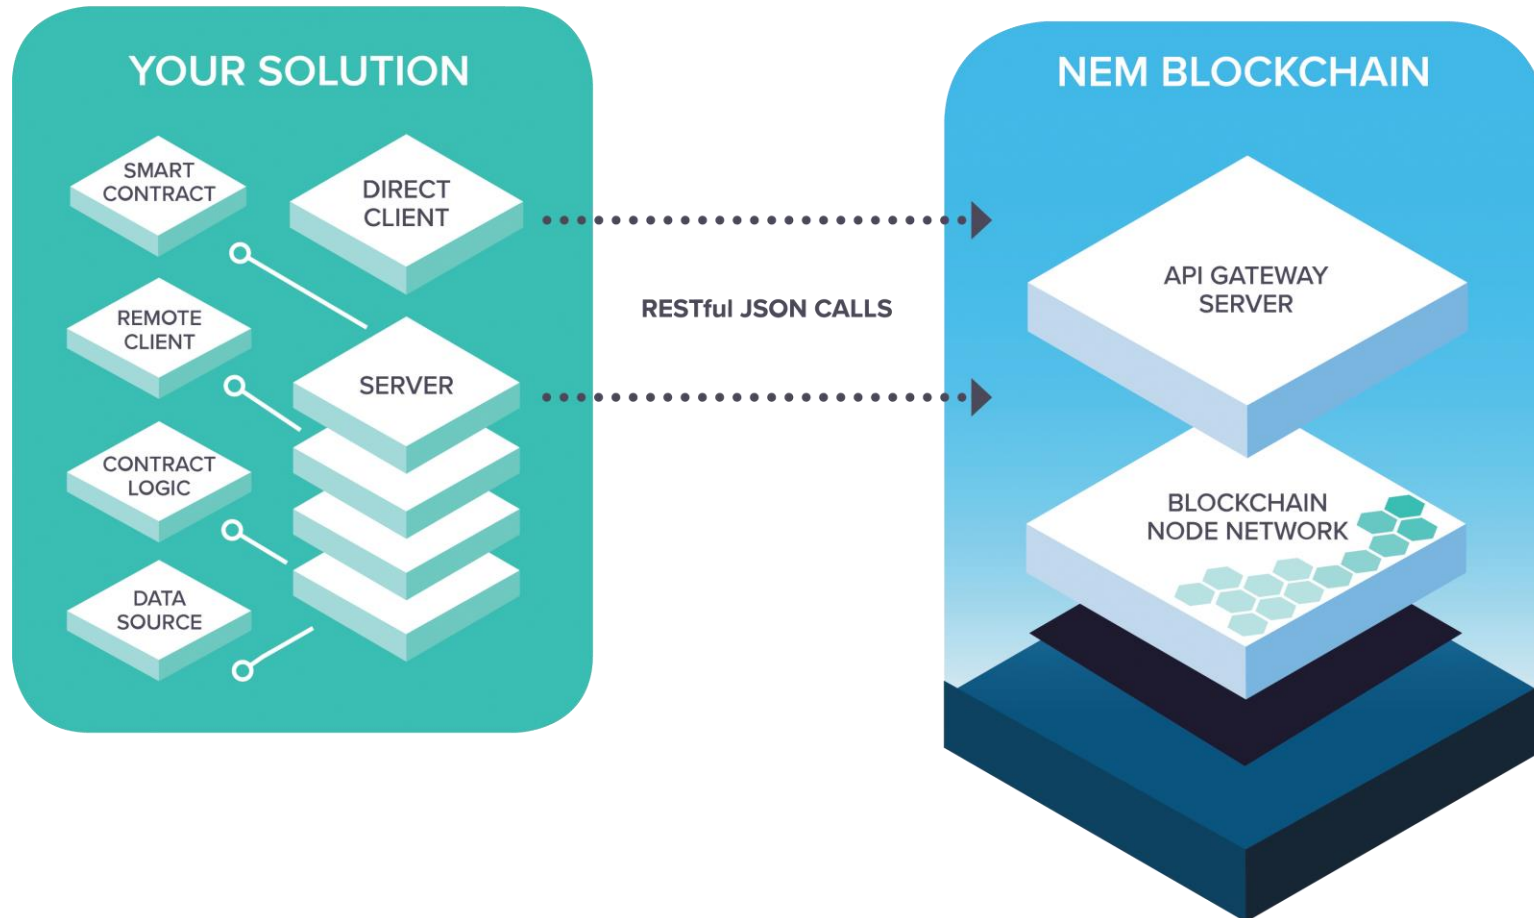 YOUR SOLUTION
SMART
CONTRACT
DIRECT
CLIENT
REMOTE
CLIENT
SERVER
CONTRACT
LOGIC
DATA
SOURCE
RESTful JSON CALLS
NEM BLOCKCHAIN
API GATEWAY
SERVER
BLOCKCHAIN
NODE NETWORK